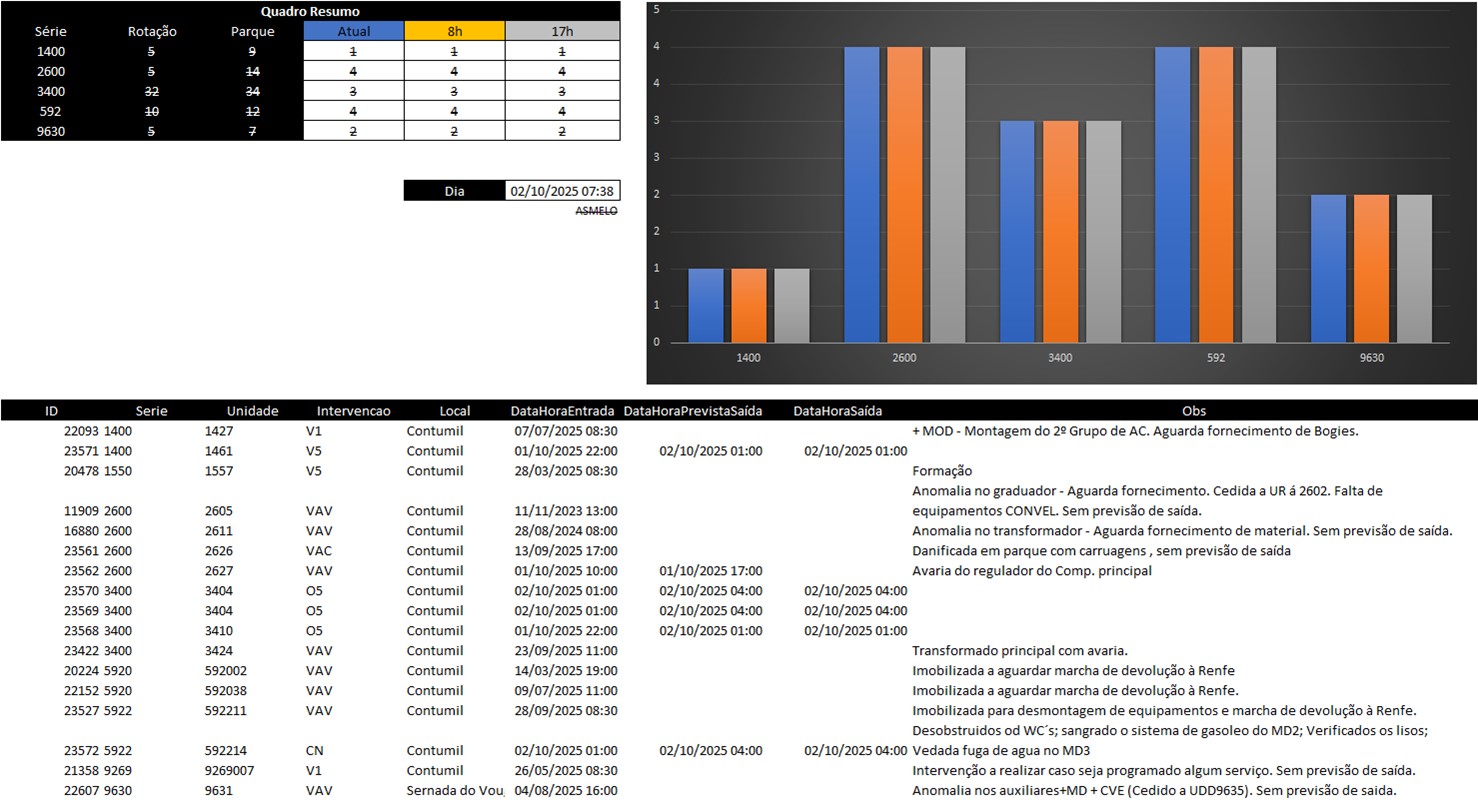 Quadro Resumo
Série Rotação Parque Atual 8h 17h
1400 5 9 1 1 1
2600 5 14 4 4 4
3400 32 34 3 3 3
592 10 12 4 4 4
9630 5 7 2 2 2
Dia 02/10/2025 07:38
ASMELO
5
4
4
3
3
2
2
1
1
0
1400 2600 3400 592 9630
ID Serie Unidade Intervencao Local DataHoraEntrada DataHoraPrevistaSaída DataHoraSaída Obs
22093 1400 1427 V1 Contumil 07/07/2025 08:30 + MOD - Montagem do 2º Grupo de AC. Aguarda fornecimento de Bogies.
23571 1400 1461 V5 Contumil 01/10/2025 22:00 02/10/2025 01:00 02/10/2025 01:00
20478 1550 1557 V5 Contumil 28/03/2025 08:30 Formação
Anomalia no graduador - Aguarda fornecimento. Cedida a UR á 2602. Falta de
11909 2600 2605 VAV Contumil 11/11/2023 13:00 equipamentos CONVEL. Sem previsão de saída.
16880 2600 2611 VAV Contumil 28/08/2024 08:00 Anomalia no transformador - Aguarda fornecimento de material. Sem previsão de saída.
23561 2600 2626 VAC Contumil 13/09/2025 17:00 Danificada em parque com carruagens , sem previsão de saída
23562 2600 2627 VAV Contumil 01/10/2025 10:00 01/10/2025 17:00 Avaria do regulador do Comp. principal
23570 3400 3404 O5 Contumil 02/10/2025 01:00 02/10/2025 04:00 02/10/2025 04:00
23569 3400 3404 O5 Contumil 02/10/2025 01:00 02/10/2025 04:00 02/10/2025 04:00
23568 3400 3410 O5 Contumil 01/10/2025 22:00 02/10/2025 01:00 02/10/2025 01:00
23422 3400 3424 VAV Contumil 23/09/2025 11:00 Transformado principal com avaria.
20224 5920 592002 VAV Contumil 14/03/2025 19:00 Imobilizada a aguardar marcha de devolução à Renfe
22152 5920 592038 VAV Contumil 09/07/2025 11:00 Imobilizada a aguardar marcha de devolução à Renfe.
23527 5922 592211 VAV Contumil 28/09/2025 08:30 Imobilizada para desmontagem de equipamentos e marcha de devolução à Renfe.
Desobstruidos od WC´s; sangrado o sistema de gasoleo do MD2; Verificados os lisos;
23572 5922 592214 CN Contumil 02/10/2025 01:00 02/10/2025 04:00 02/10/2025 04:00 Vedada fuga de agua no MD3
21358 9269 9269007 V1 Contumil 26/05/2025 08:30 Intervenção a realizar caso seja programado algum serviço. Sem previsão de saída.
22607 9630 9631 VAV Sernada do Vou 04/08/2025 16:00 Anomalia nos auxiliares+MD + CVE (Cedido a UDD9635). Sem previsão de saida.